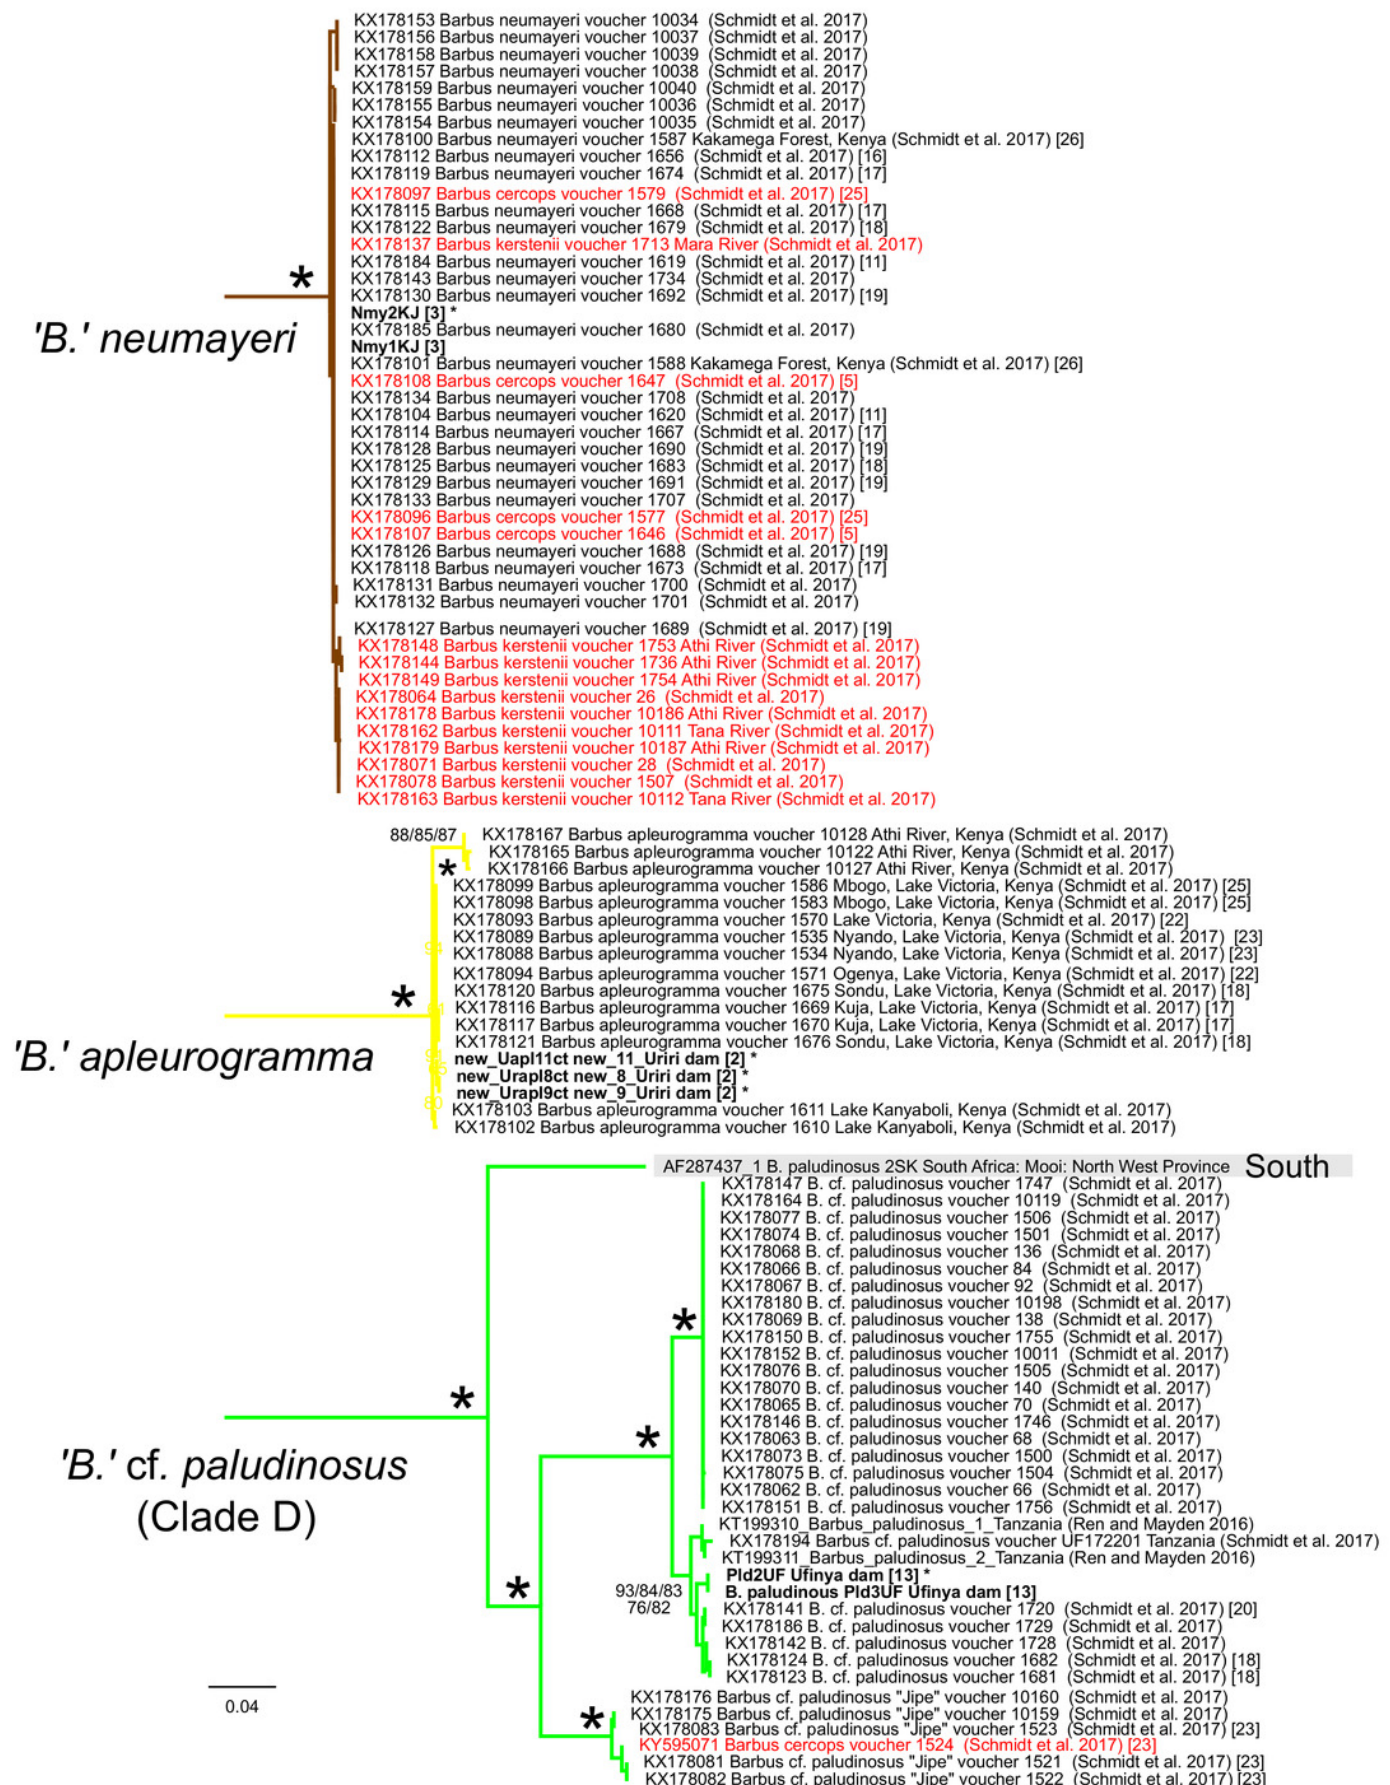 KX178153 Barbus neumayeri voucher 10034 (Schmidt et al. 2017)
KX178156 Barbus neumayeri voucher 10037 (Schmidt et al. 2017)
KX178158 Barbus neumayeri voucher 10039 (Schmidt et al. 2017)
KX178157 Barbus neumayeri voucher 10038 (Schmidt et al. 2017)
KX178159 Barbus neumayeri voucher 10040 (Schmidt et al. 2017)
KX178155 Barbus neumayeri voucher 10036 (Schmidt et al. 2017)
KX178154 Barbus neumayeri voucher 10035 (Schmidt et al. 2017)
KX178100 Barbus neumayeri voucher 1587 Kakamega Forest, Kenya (Schmidt et al. 2017) [26]
KX178112 Barbus neumayeri voucher 1656 (Schmidt et al. 2017) [16]
KX178119 Barbus neumayeri voucher 1674 (Schmidt et al. 2017) [17]
KX178097 Barbus cercops voucher 1579 (Schmidt et al. 2017) [25]
KX178115 Barbus neumayeri voucher 1668 (Schmidt et al. 2017) [17]
KX178122 Barbus neumayeri voucher 1679 (Schmidt et al. 2017) [18]
KX178137 Barbus kerstenii voucher 1713 Mara River (Schmidt et al. 2017)
KX178184 Barbus neumayeri voucher 1619 (Schmidt et al. 2017) [11]
KX178143 Barbus neumayeri voucher 1734 (Schmidt et al. 2017)
*
KX178130 Barbus neumayeri voucher 1692 (Schmidt et al. 2017) [19]
Nmy2KJ [3] *
'B.' neumayeri
KX178185 Barbus neumayeri voucher 1680 (Schmidt et al. 2017)
Nmy1KJ [3]
KX178101 Barbus neumayeri voucher 1588 Kakamega Forest, Kenya (Schmidt et al. 2017) [26]
KX178108 Barbus cercops voucher 1647 (Schmidt et al. 2017) [5]
KX178134 Barbus neumayeri voucher 1708 (Schmidt et al. 2017)
KX178104 Barbus neumayeri voucher 1620 (Schmidt et al. 2017) [11]
KX178114 Barbus neumayeri voucher 1667 (Schmidt et al. 2017) [17]
KX178128 Barbus neumayeri voucher 1690 (Schmidt et al. 2017) [19]
KX178125 Barbus neumayeri voucher 1683 (Schmidt et al. 2017) [18]
KX178129 Barbus neumayeri voucher 1691 (Schmidt et al. 2017) [19]
KX178133 Barbus neumayeri voucher 1707 (Schmidt et al. 2017)
KX178096 Barbus cercops voucher 1577 (Schmidt et al. 2017) [25]
KX178107 Barbus cercops voucher 1646 (Schmidt et al. 2017) [5]
KX178126 Barbus neumayeri voucher 1688 (Schmidt et al. 2017) [19]
KX178118 Barbus neumayeri voucher 1673 (Schmidt et al. 2017) [17]
KX178131 Barbus neumayeri voucher 1700 (Schmidt et al. 2017)
KX178132 Barbus neumayeri voucher 1701 (Schmidt et al. 2017)
KX178127 Barbus neumayeri voucher 1689 (Schmidt et al. 2017) [19]
KX178148 Barbus kerstenii voucher 1753 Athi River (Schmidt et al. 2017)
KX178144 Barbus kerstenii voucher 1736 Athi River (Schmidt et al. 2017)
KX178149 Barbus kerstenii voucher 1754 Athi River (Schmidt et al. 2017)
KX178064 Barbus kerstenii voucher 26 (Schmidt et al. 2017)
KX178178 Barbus kerstenii voucher 10186 Athi River (Schmidt et al. 2017)
KX178162 Barbus kerstenii voucher 10111 Tana River (Schmidt et al. 2017)
KX178179 Barbus kerstenii voucher 10187 Athi River (Schmidt et al. 2017)
KX178071 Barbus kerstenii voucher 28 (Schmidt et al. 2017)
KX178078 Barbus kerstenii voucher 1507 (Schmidt et al. 2017)
KX178163 Barbus kerstenii voucher 10112 Tana River (Schmidt et al. 2017)
88/85/87
KX178167 Barbus apleurogramma voucher 10128 Athi River, Kenya (Schmidt et al. 2017)
KX178165 Barbus apleurogramma voucher 10122 Athi River, Kenya (Schmidt et al. 2017)
*
KX178166 Barbus apleurogramma voucher 10127 Athi River, Kenya (Schmidt et al. 2017)
KX178099 Barbus apleurogramma voucher 1586 Mbogo, Lake Victoria, Kenya (Schmidt et al. 2017) [25]
KX178098 Barbus apleurogramma voucher 1583 Mbogo, Lake Victoria, Kenya (Schmidt et al. 2017) [25]
KX178093 Barbus apleurogramma voucher 1570 Lake Victoria, Kenya (Schmidt et al. 2017) [22]
KX178089 Barbus apleurogramma voucher 1535 Nyando, Lake Victoria, Kenya (Schmidt et al. 2017) [23]
KX178088 Barbus apleurogramma voucher 1534 Nyando, Lake Victoria, Kenya (Schmidt et al. 2017) [23]
KX178094 Barbus apleurogramma voucher 1571 Ogenya, Lake Victoria, Kenya (Schmidt et al. 2017) [22]
KX178120 Barbus apleurogramma voucher 1675 Sondu, Lake Victoria, Kenya (Schmidt et al. 2017) [18]
*
KX178116 Barbus apleurogramma voucher 1669 Kuja, Lake Victoria, Kenya (Schmidt et al. 2017) [17]
KX178117 Barbus apleurogramma voucher 1670 Kuja, Lake Victoria, Kenya (Schmidt et al. 2017) [17]
KX178121 Barbus apleurogramma voucher 1676 Sondu, Lake Victoria, Kenya (Schmidt et al. 2017) [18]
'B.' apleurogramma
new_Uapl11ct new_11_Uriri dam [2] *
new_Urapl8ct new_8_Uriri dam [2] *
new_Urapl9ct new_9_Uriri dam [2] *
KX178103 Barbus apleurogramma voucher 1611 Lake Kanyaboli, Kenya (Schmidt et al. 2017)
KX178102 Barbus apleurogramma voucher 1610 Lake Kanyaboli, Kenya (Schmidt et al. 2017)
AF287437_1 B. paludinosus 2SK South Africa: Mooi: North West Province South
KX178147 B. cf. paludinosus voucher 1747 (Schmidt et al. 2017)
KX178164 B. cf. paludinosus voucher 10119 (Schmidt et al. 2017)
KX178077 B. cf. paludinosus voucher 1506 (Schmidt et al. 2017)
KX178074 B. cf. paludinosus voucher 1501 (Schmidt et al. 2017)
KX178068 B. cf. paludinosus voucher 136 (Schmidt et al. 2017)
KX178066 B. cf. paludinosus voucher 84 (Schmidt et al. 2017)
KX178067 B. cf. paludinosus voucher 92 (Schmidt et al. 2017)
KX178180 B. cf. paludinosus voucher 10198 (Schmidt et al. 2017)
*
KX178069 B. cf. paludinosus voucher 138 (Schmidt et al. 2017)
KX178150 B. cf. paludinosus voucher 1755 (Schmidt et al. 2017)
KX178152 B. cf. paludinosus voucher 10011 (Schmidt et al. 2017)
KX178076 B. cf. paludinosus voucher 1505 (Schmidt et al. 2017)
KX178070 B. cf. paludinosus voucher 140 (Schmidt et al. 2017)
*
KX178065 B. cf. paludinosus voucher 70 (Schmidt et al. 2017)
KX178146 B. cf. paludinosus voucher 1746 (Schmidt et al. 2017)
*
KX178063 B. cf. paludinosus voucher 68 (Schmidt et al. 2017)
KX178073 B. cf. paludinosus voucher 1500 (Schmidt et al. 2017)
'B.' cf. paludinosus
(Clade D)
KX178075 B. cf. paludinosus voucher 1504 (Schmidt et al. 2017)
KX178062 B. cf. paludinosus voucher 66 (Schmidt et al. 2017)
KX178151 B. cf. paludinosus voucher 1756 (Schmidt et al. 2017)
KT199310_Barbus_paludinosus_1_Tanzania (Ren and Mayden 2016)
KX178194 Barbus cf. paludinosus voucher UF172201 Tanzania (Schmidt et al. 2017)
KT199311_Barbus_paludinosus_2_Tanzania (Ren and Mayden 2016)
Pld2UF Ufinya dam [13] *
*
93/84/83
B. paludinous Pld3UF Ufinya dam [13]
76/82
KX178141 B. cf. paludinosus voucher 1720 (Schmidt et al. 2017) [20]
KX178186 B. cf. paludinosus voucher 1729 (Schmidt et al. 2017)
KX178142 B. cf. paludinosus voucher 1728 (Schmidt et al. 2017)
KX178124 B. cf. paludinosus voucher 1682 (Schmidt et al. 2017) [18]
KX178123 B. cf. paludinosus voucher 1681 (Schmidt et al. 2017) [18]
0.04
KX178176 Barbus cf. paludinosus "Jipe" voucher 10160 (Schmidt et al. 2017)
KX178175 Barbus cf. paludinosus "Jipe" voucher 10159 (Schmidt et al. 2017)
*
KX178083 Barbus cf. paludinosus "Jipe" voucher 1523 (Schmidt et al. 2017) [23]
KY595071 Barbus cercops voucher 1524 (Schmidt et al. 2017) [23]
KX178081 Barbus cf. paludinosus "Jipe" voucher 1521 (Schmidt et al. 2017) [23]
KX178082 Barbus cf. paludinosus "Jipe" voucher 1522 (Schmidt et al. 2017) [23]